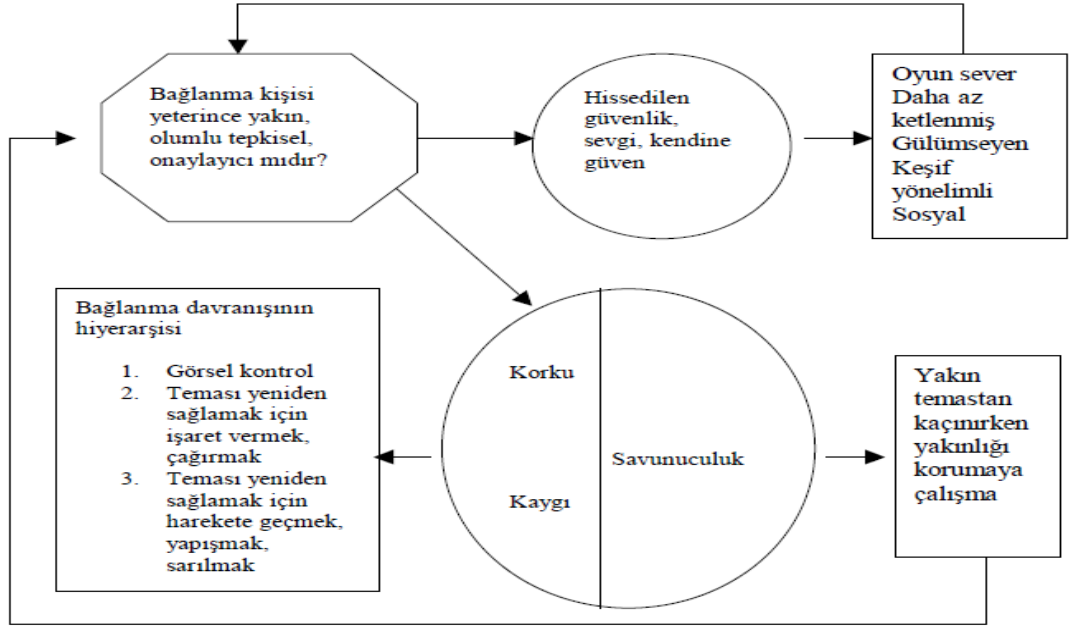 Bağlanma kişisi
yeterince yakın,
olumlu tepkisel,
onaylayıcı mıdır?
Hissedilen
güvenlik,
sevgi, kendine
güven
Oyun sever
Daha az
ketlenmiş
Gülümseyen
Keşif
yönelimli
Sosyal
Bağlanma davranışının
hiyerarşisi
1. Görsel kontrol
2. Teması yeniden
sağlamak için
işaret vermek,
çağırmak
3. Teması yeniden
sağlamak için
harekete geçmek,
yapışmak,
sarılmak
Korku
Kaygı
Savunuculuk
Yakın
temastan
kaçınırken
yakınlığı
korumaya
çalışma